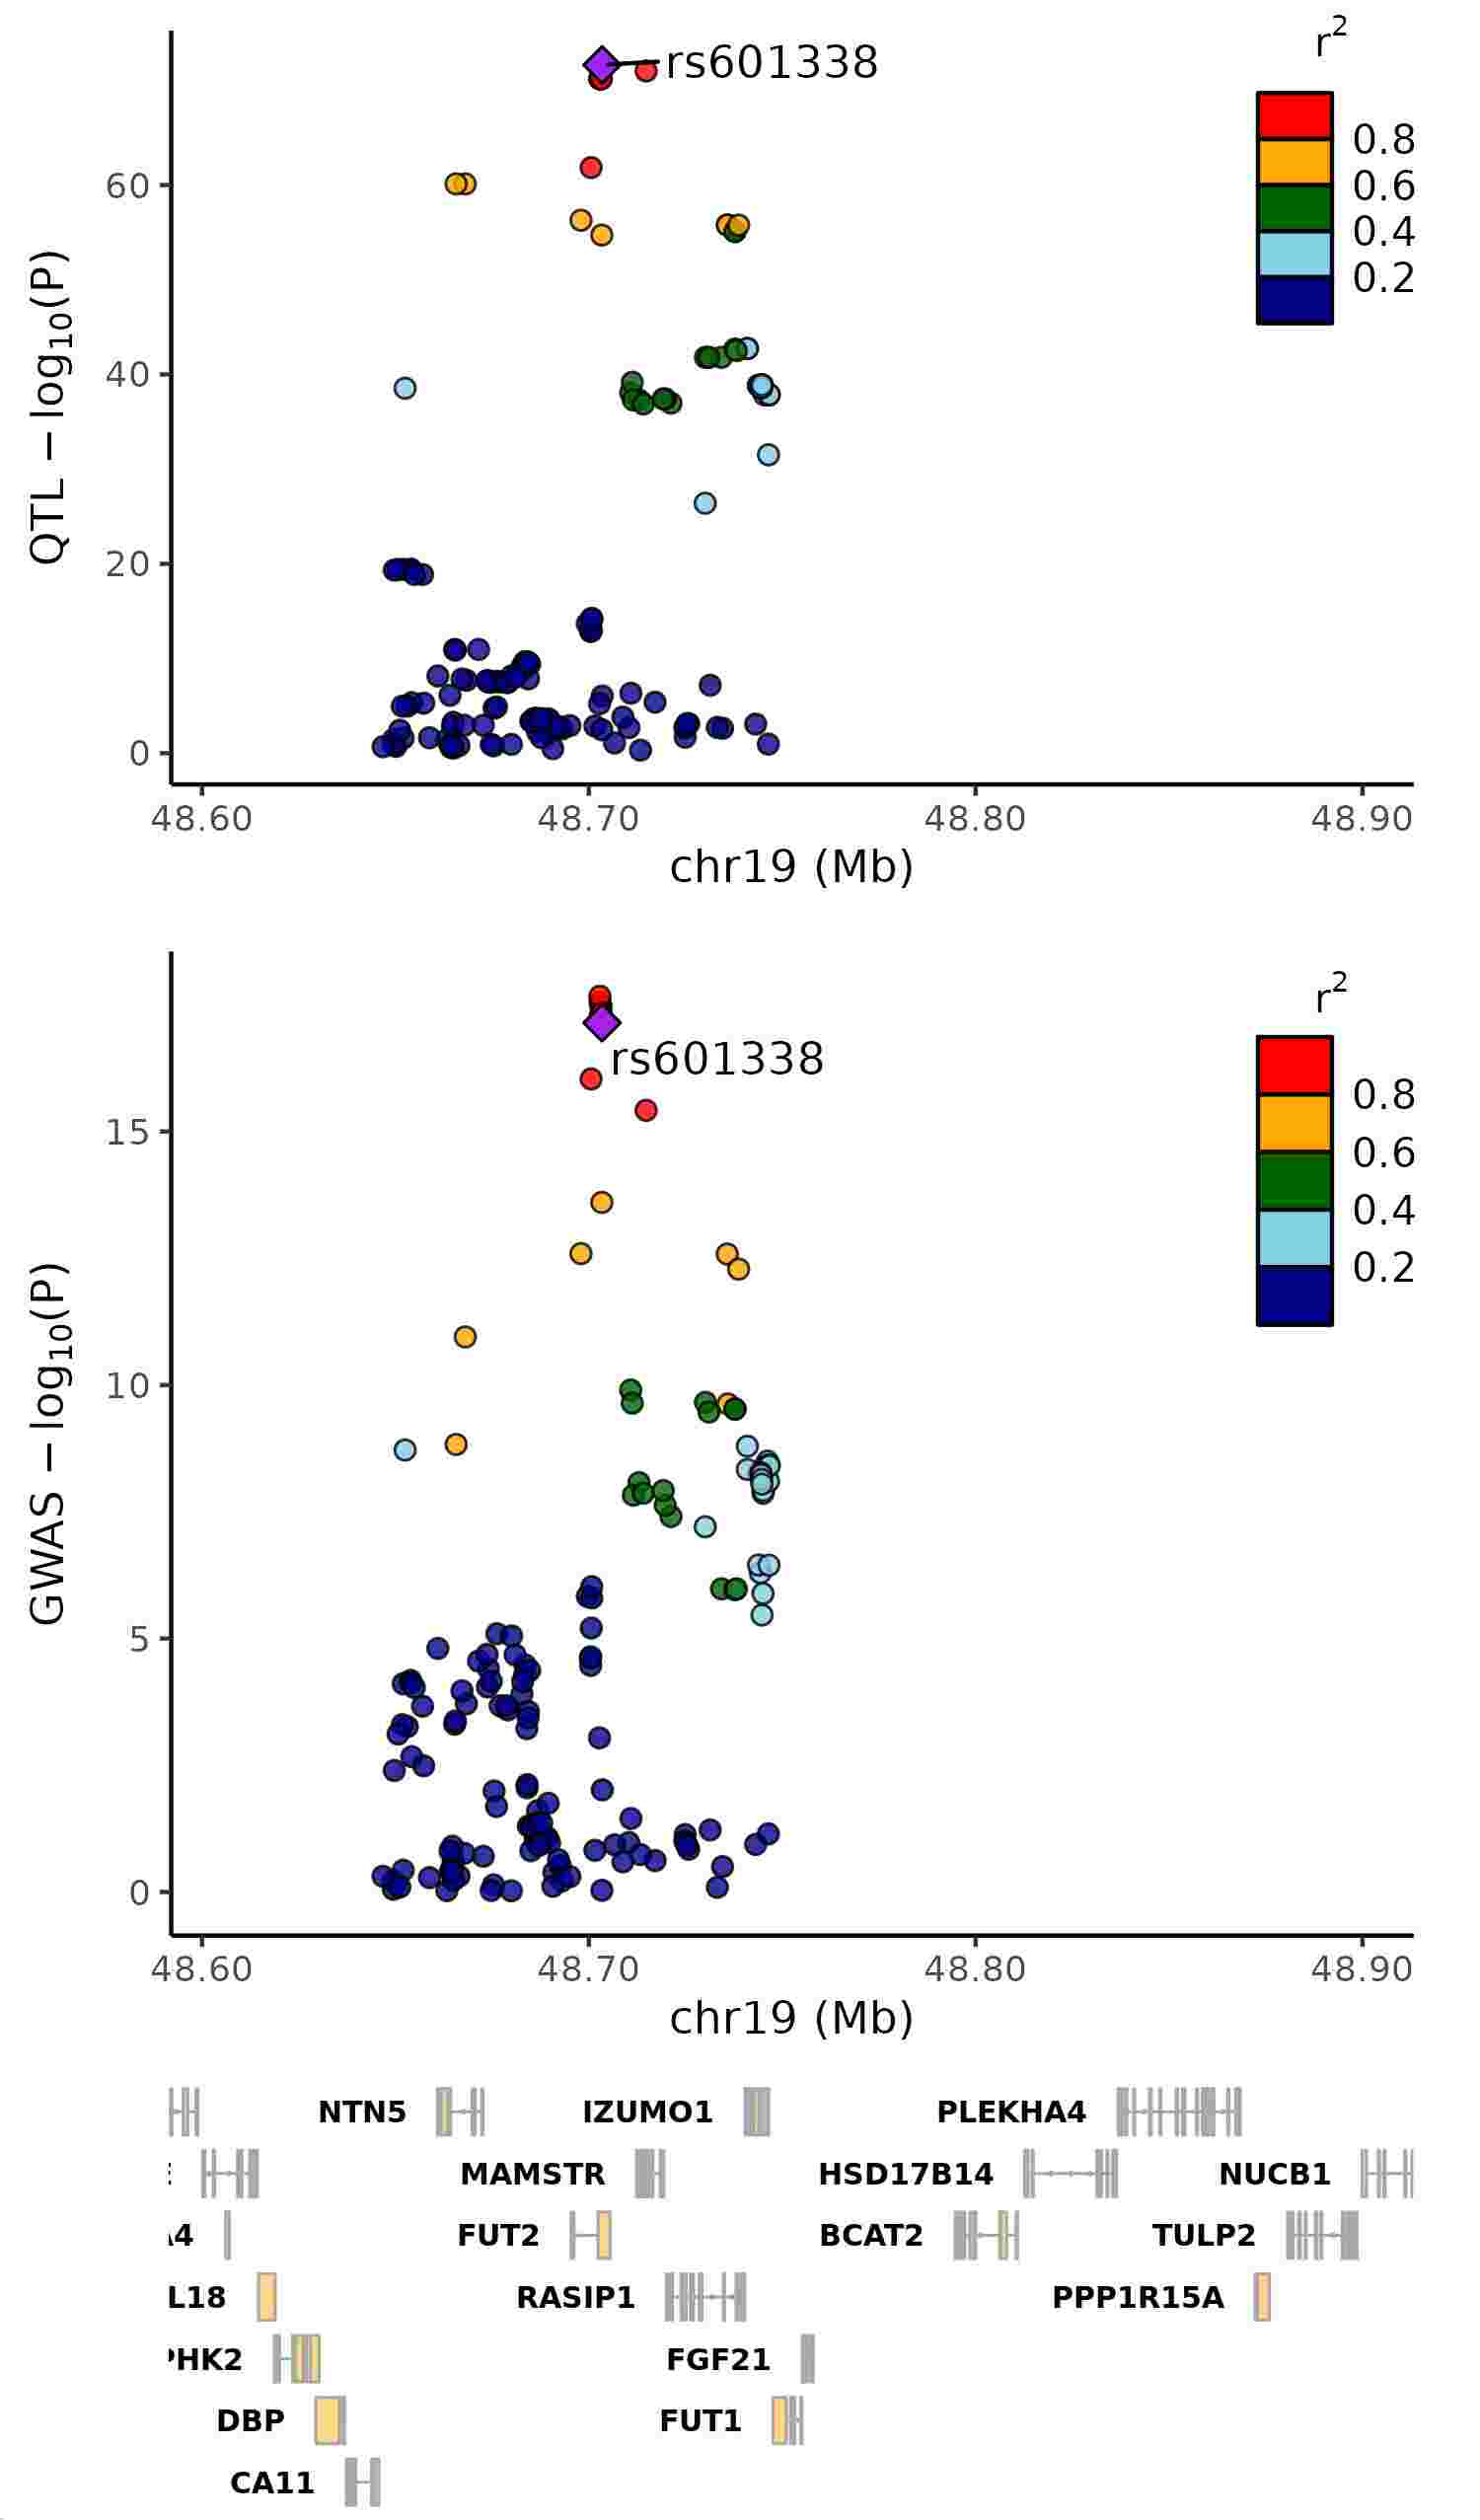 r2
rs601338
0.8
0.6
0.4
0.2
60
40
20
0
QTL −log10(P)
48.60 48.70 48.80 48.90
chr19 (Mb)
r2
rs601338
0.8
0.6
0.4
0.2
15
10
5
0
GWAS −log10(P)
48.60 48.70 48.80 48.90
chr19 (Mb)
NTN5 IZUMO1 PLEKHA4
MAMSTR HSD17B14 NUCB1
4 FUT2 BCAT2 TULP2
L18 RASIP1 PPP1R15A
PHK2 FGF21
DBP FUT1
CA11